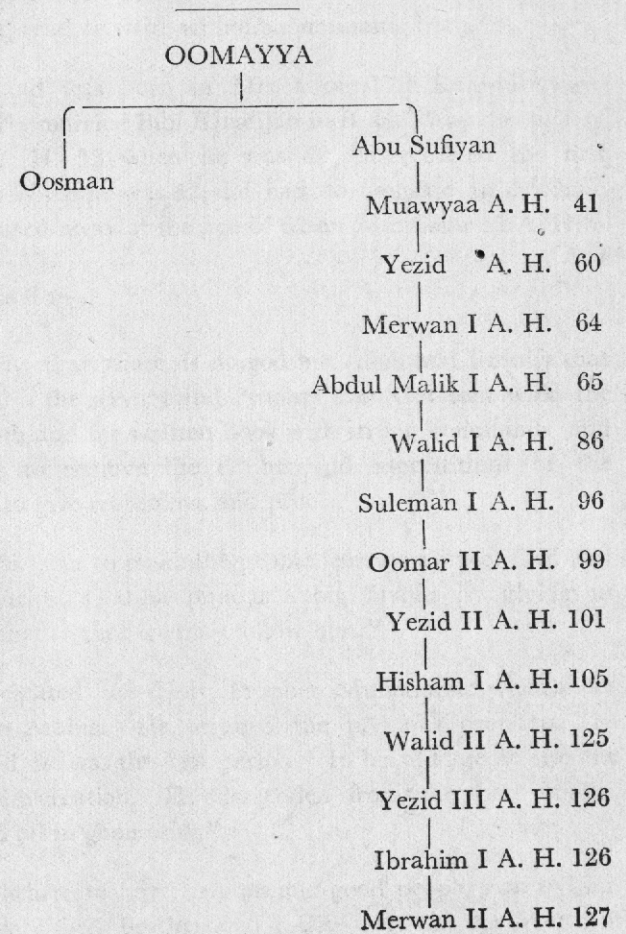 OOMAYYA
Oosman
Abu Sufiyan
Muawyaa A. H. 41
Yezid A. H. 60
Merwan I A. H. 64
Abdul Malik I A. H. 65
Walid I A. H. 86
Suleman I A. H. 96
Oomar II A. H. 99
Yezid II A. H. 101
Hisham I A. H. 105
Walid II A. H. 125
Yezid III A. H. 126
Ibrahim I A. H. 126
Merwan II A. H. 127